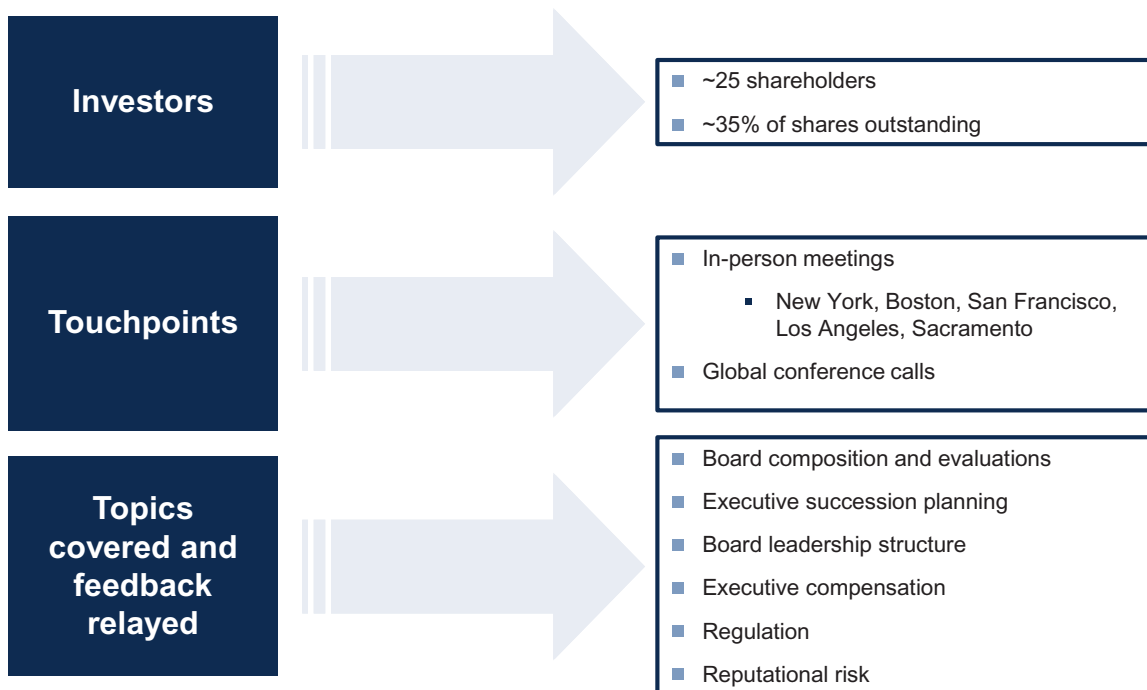 Investors
~25 shareholders
~35% of shares outstanding
Touchpoints
In-person meetings
New York, Boston, San Francisco,
Los Angeles, Sacramento
Global conference calls
Topics
covered and
feedback
relayed
Board composition and evaluations
Executive succession planning
Board leadership structure
Executive compensation
Regulation
Reputational risk